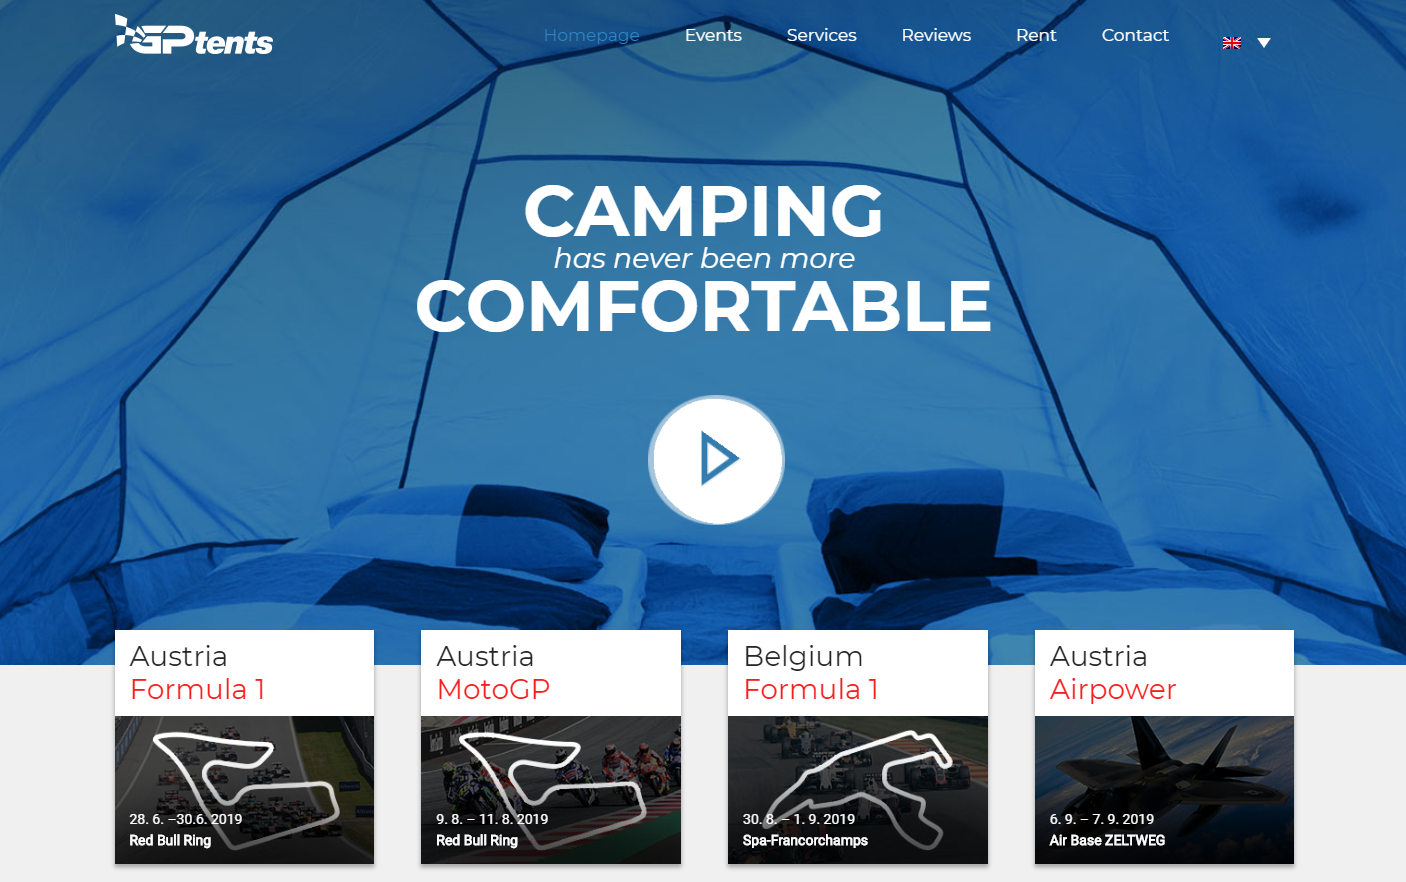 GPtents
Homepage Events Services Reviews Rent Contact
CAMPING
has never been more
COMFORTABLE
Austria
Formula 1
28. 6. –30.6. 2019
Red Bull Ring
Austria
MotoGP
9. 8. – 11. 8. 2019
Red Bull Ring
Belgium
Formula 1
30. 8. – 1. 9. 2019
Spa-Francorchamps
Austria
Airpower
6. 9. – 7. 9. 2019
Air Base ZELTWEG